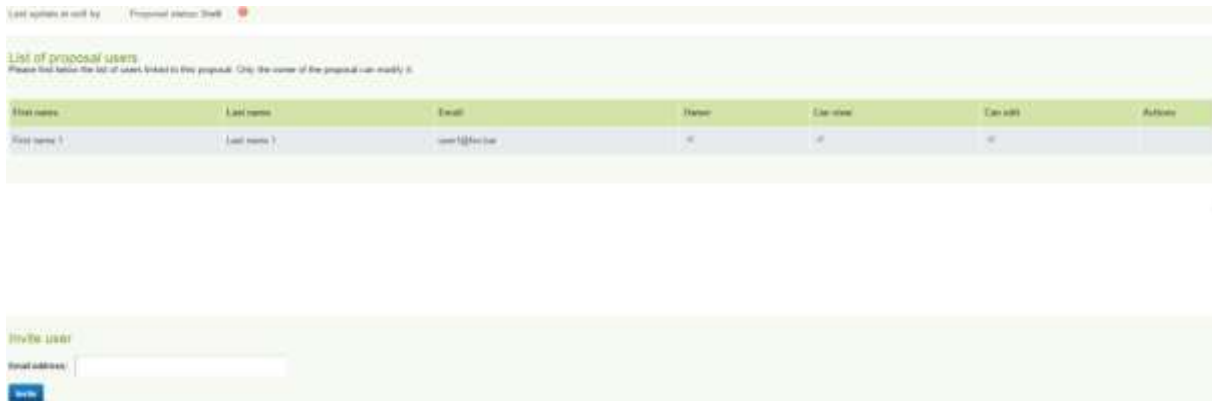 Last update at null by Proposal status: Draft
List of proposal users
Please find below the list of users linked to this proposal. Only the owner of the proposal can modify it.
First name Last name Email Owner Can view Can edit Actions
First name 1 Last name 1
Invite user
Email address:
Invite